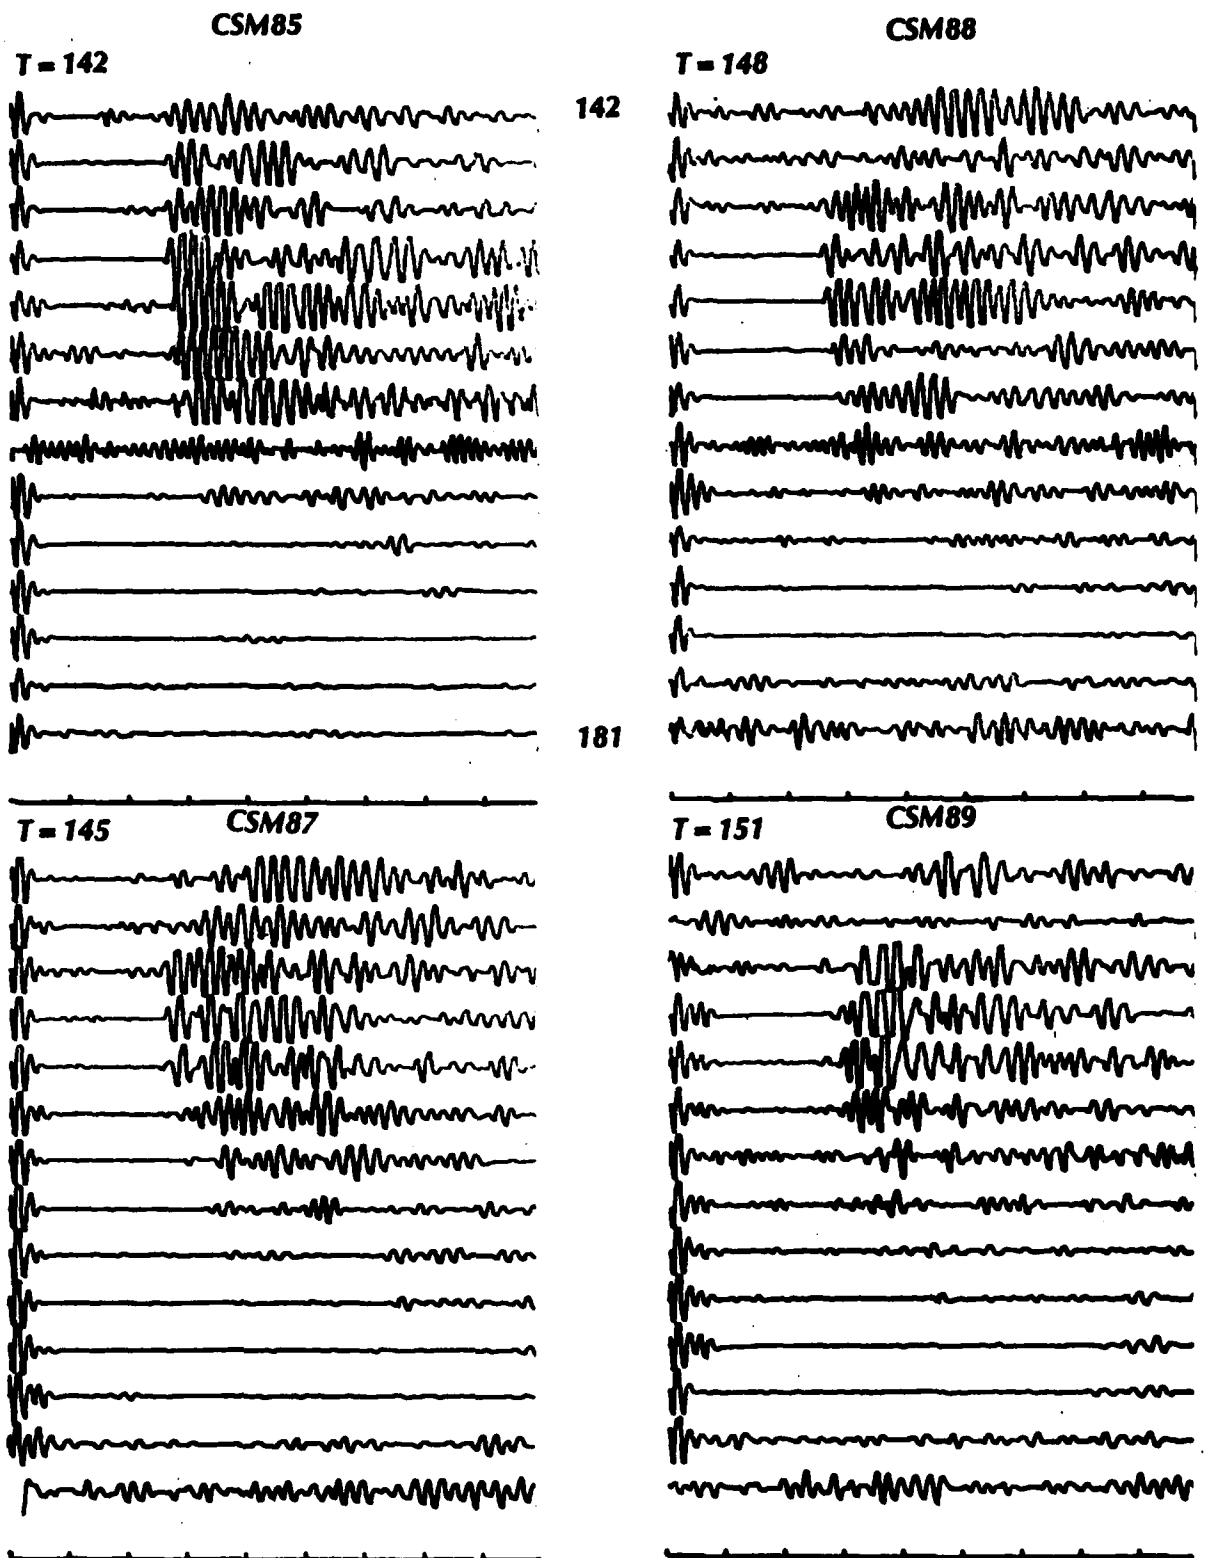 CSM85
T = 142
142
181
CSM88
T = 148
CSM87
T = 145
CSM89
T = 151